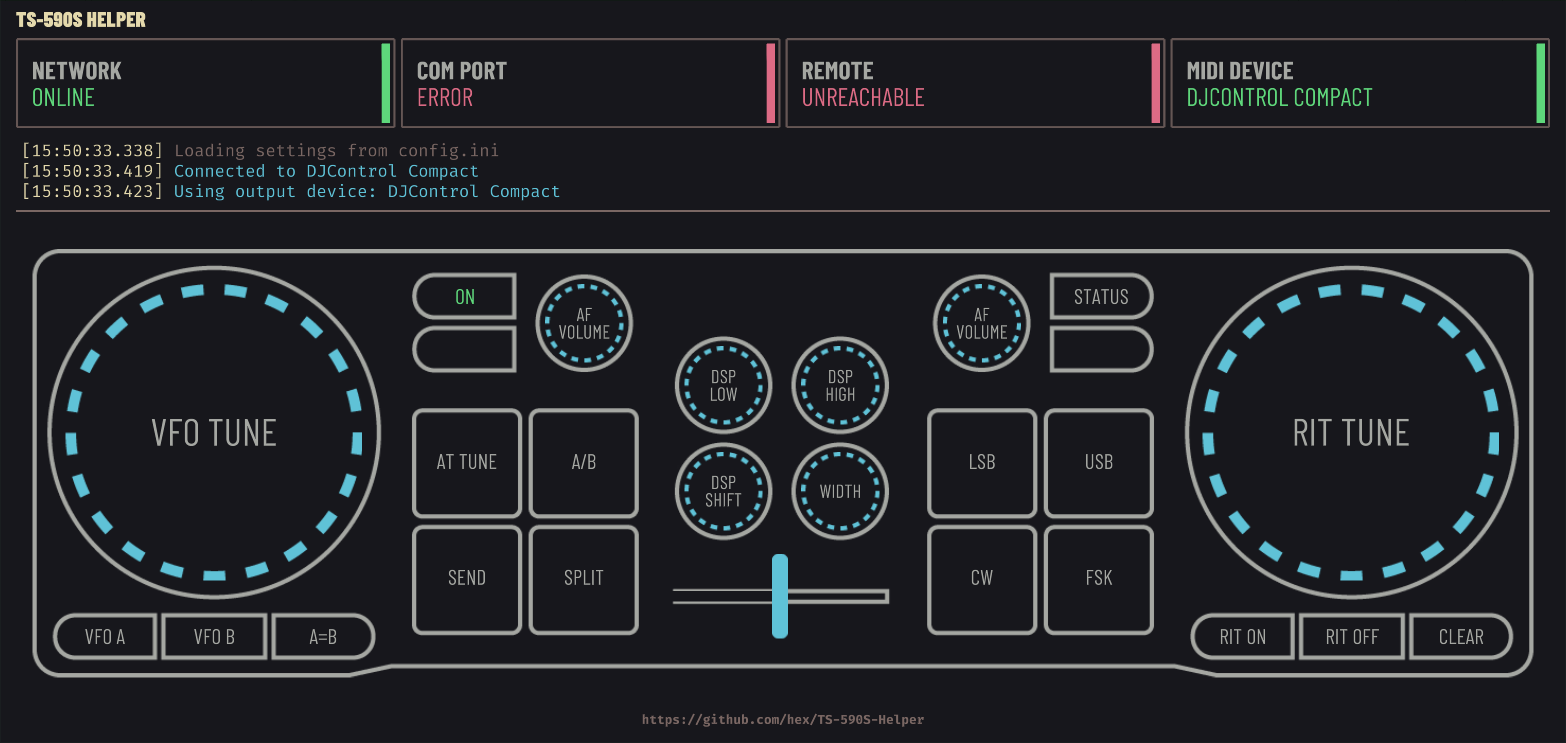 TS-590S HELPER
NETWORK
ONLINE
COM PORT
ERROR
REMOTE
UNREACHABLE
MIDI DEVICE
DJCONTROL COMPACT
[15:50:33.338] Loading settings from config.ini
[15:50:33.419] Connected to DJControl Compact
[15:50:33.423] Using output device: DJControl Compact
VFO TUNE
VFO A
VFO B
A=B
ON
AF
VOLUME
AT TUNE
A/B
SEND
SPLIT
DSP
LOW
DSP
HIGH
DSP
SHIFT
WIDTH
AF
VOLUME
STATUS
LSB
USB
CW
FSK
RIT TUNE
RIT ON
RIT OFF
CLEAR
https://github.com/hex/TS-590S-Helper